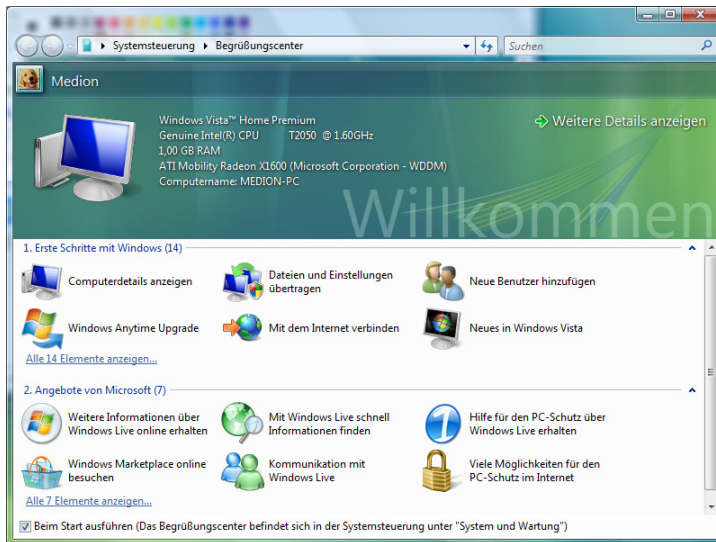 Systemsteuerung ▸ Begrüßungscenter
Suchen
Medion
Windows Vista™ Home Premium
Genuine Intel(R) CPU T2050 @ 1.60GHz
1,00 GB RAM
ATI Mobility Radeon X1600 (Microsoft Corporation - WDDM)
Computername: MEDION-PC
Weitere Details anzeigen
Willkommen
1. Erste Schritte mit Windows (14)
Computerdetails anzeigen
Dateien und Einstellungen
übertragen
Neue Benutzer hinzufügen
Windows Anytime Upgrade
Mit dem Internet verbinden
Neues in Windows Vista
Alle 14 Elemente anzeigen...
2. Angebote von Microsoft (7)
Weitere Informationen über
Windows Live online erhalten
Mit Windows Live schnell
Informationen finden
Hilfe für den PC-Schutz über
Windows Live erhalten
Windows Marketplace online
besuchen
Kommunikation mit
Windows Live
Viele Möglichkeiten für den
PC-Schutz im Internet
Alle 7 Elemente anzeigen...
Beim Start ausführen (Das Begrüßungscenter befindet sich in der Systemsteuerung unter "System und Wartung")